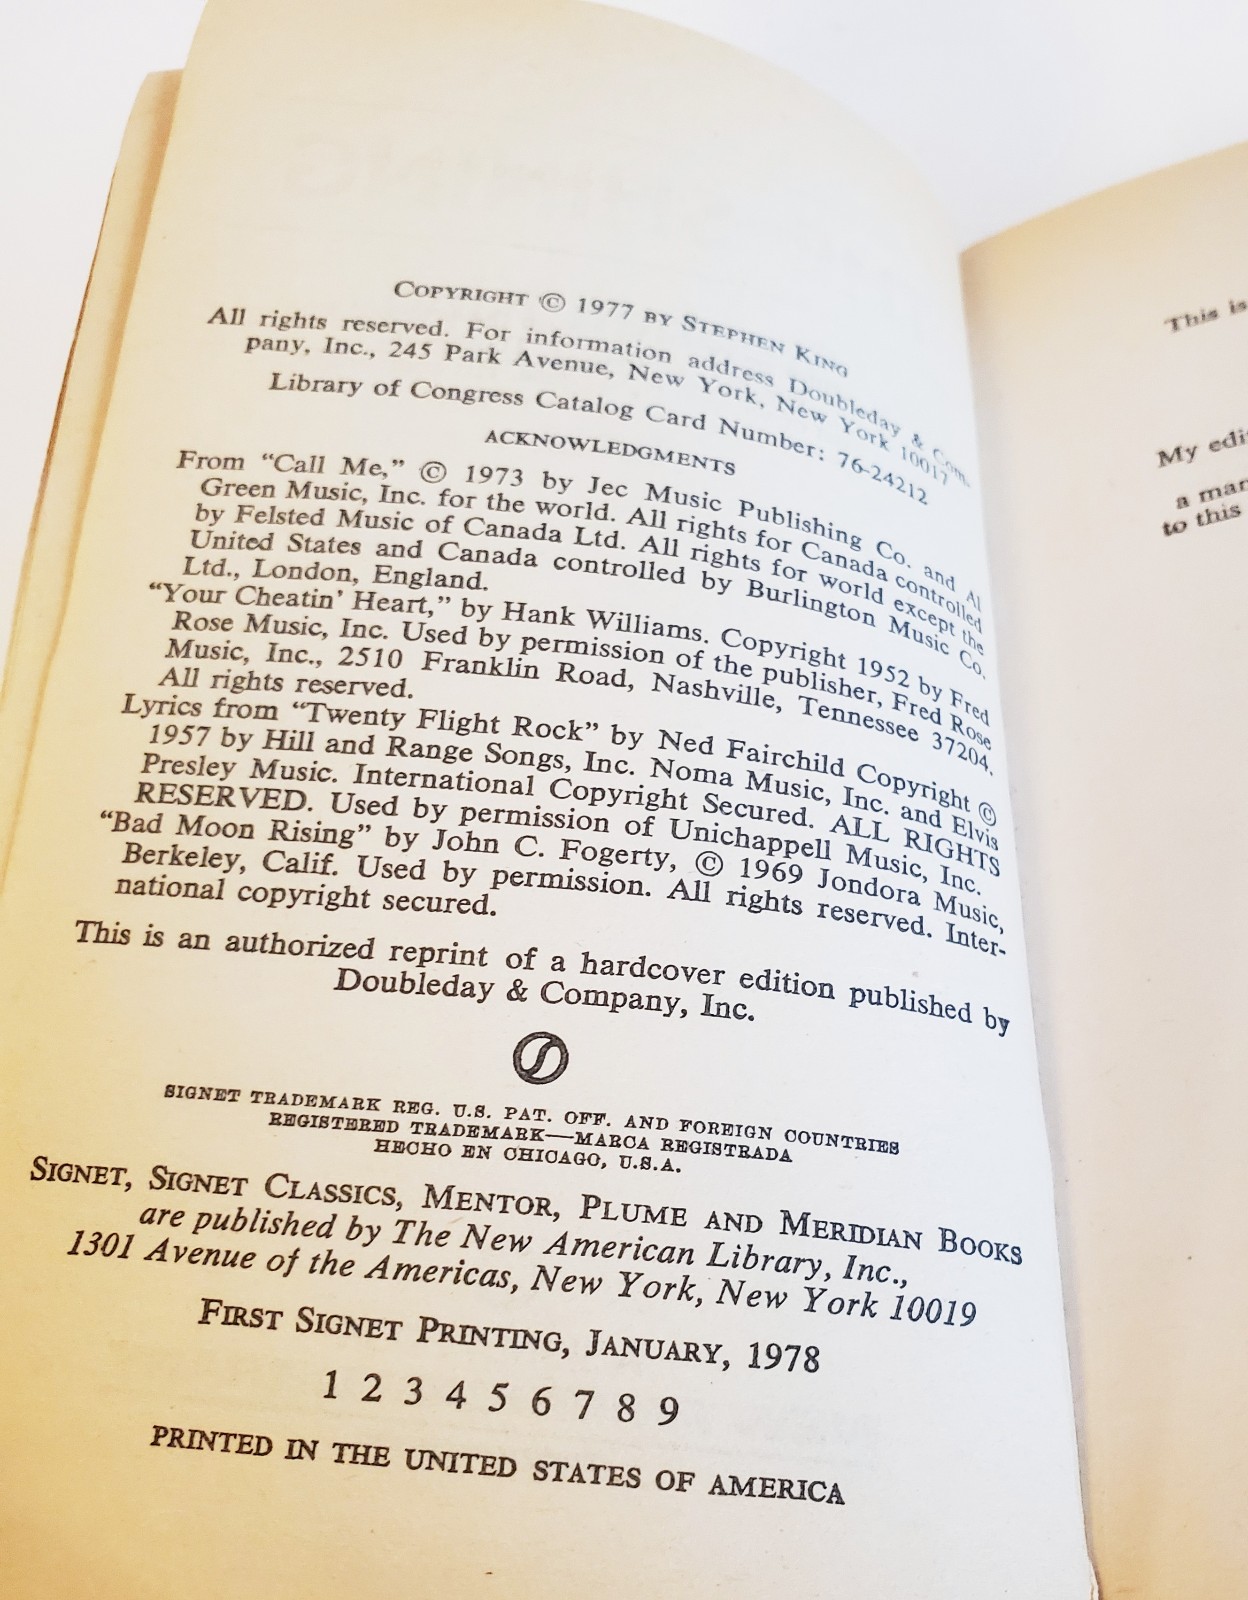 COPYRIGHT © 1977 BY STEPHEN KING
All rights reserved. For information address Doubleday & Com-
pany, Inc., 245 Park Avenue, New York, New York 10017
Library of Congress Catalog Card Number: 76-24212
ACKNOWLEDGMENTS
From “Call Me,” © 1973 by Jec Music Publishing Co. and Al
Green Music, Inc. for the world. All rights for Canada controlled
by Felsted Music of Canada Ltd. All rights for world except the
United States and Canada controlled by Burlington Music Co.
Ltd., London, England.
“Your Cheatin’ Heart,” by Hank Williams. Copyright 1952 by Fred
Rose Music, Inc. Used by permission of the publisher, Fred Rose
Music, Inc., 2510 Franklin Road, Nashville, Tennessee 37204.
All rights reserved.
Lyrics from “Twenty Flight Rock” by Ned Fairchild Copyright ©
1957 by Hill and Range Songs, Inc. Noma Music, Inc. and Elvis
Presley Music. International Copyright Secured. ALL RIGHTS
RESERVED. Used by permission of Unichappell Music, Inc.
“Bad Moon Rising” by John C. Fogerty, © 1969 Jondora Music,
Berkeley, Calif. Used by permission. All rights reserved. Inter-
national copyright secured.
This is an authorized reprint of a hardcover edition published by
Doubleday & Company, Inc.
SIGNET TRADEMARK REG. U.S. PAT. OFF. AND FOREIGN COUNTRIES
REGISTERED TRADEMARK—MARCA REGISTRADA
HECHO EN CHICAGO, U.S.A.
SIGNET, SIGNET CLASSICS, MENTOR, PLUME AND MERIDIAN BOOKS
are published by The New American Library, Inc.,
1301 Avenue of the Americas, New York, New York 10019
FIRST SIGNET PRINTING, JANUARY, 1978
1 2 3 4 5 6 7 8 9
PRINTED IN THE UNITED STATES OF AMERICA
This is
My edi
a mar
to this